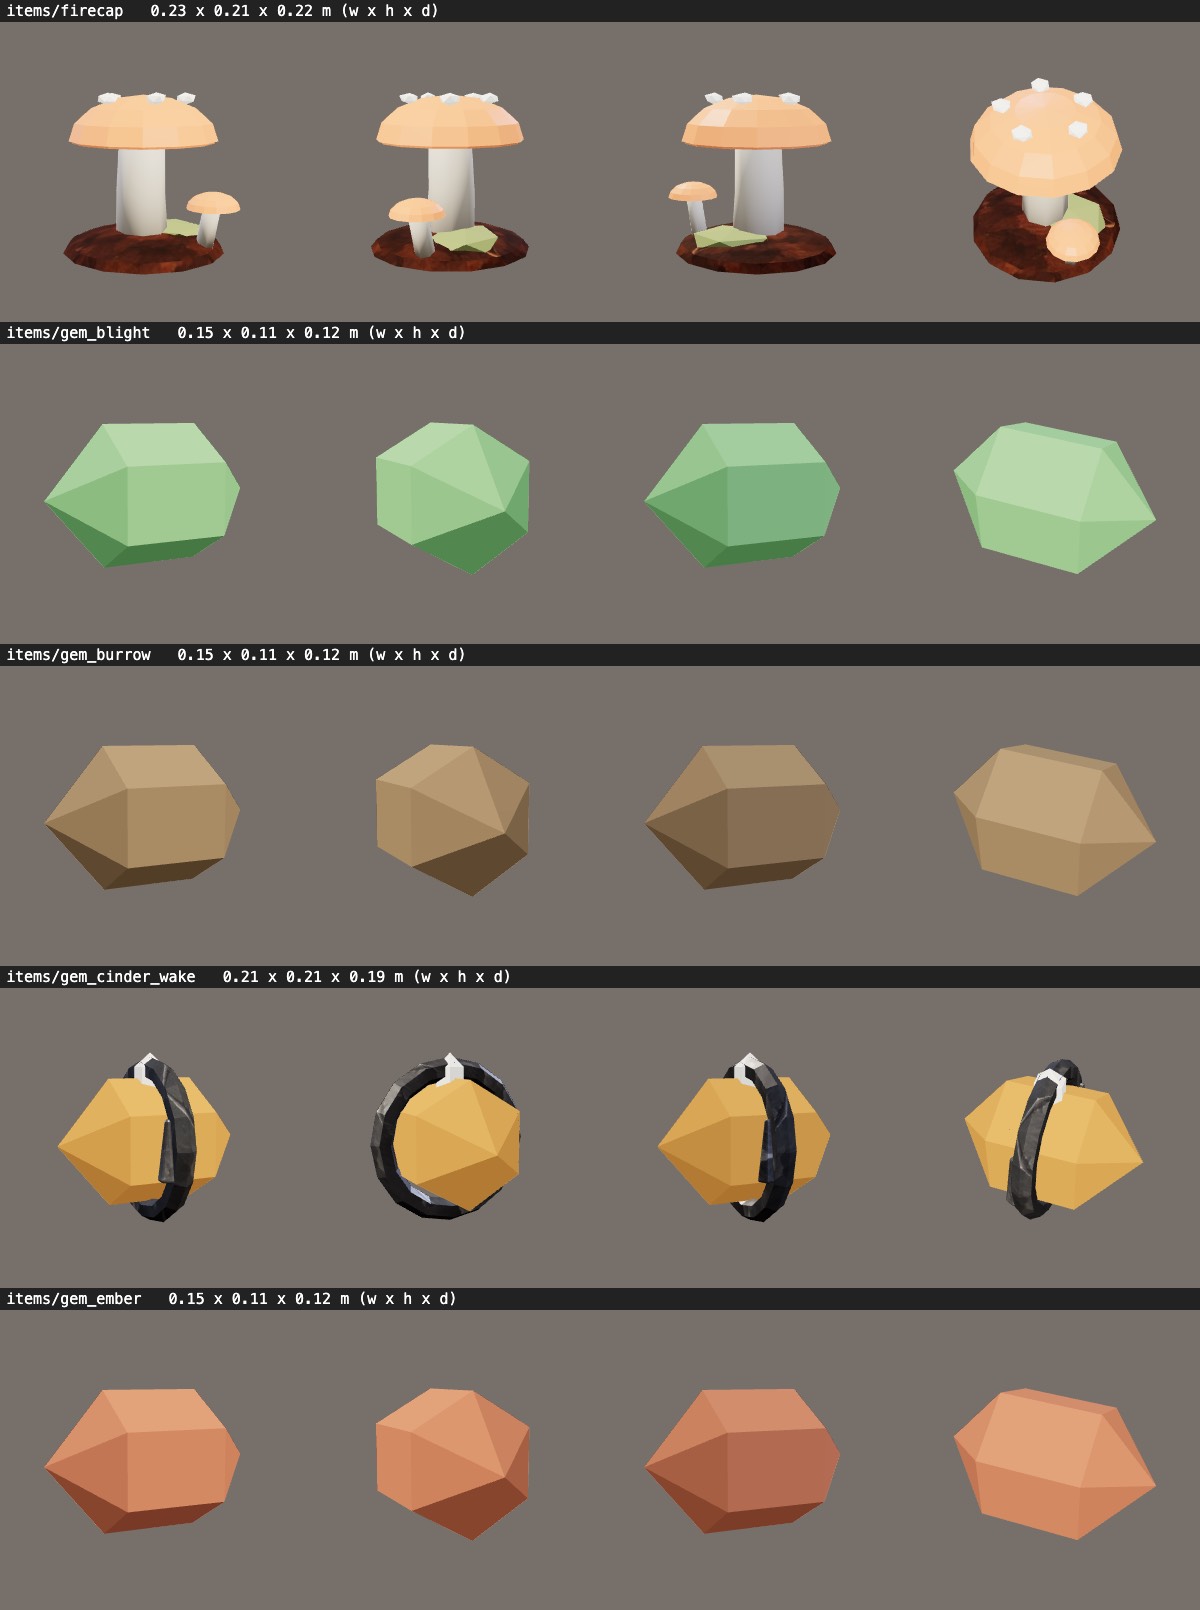 items/firecap   0.23 x 0.21 x 0.22 m (w x h x d)
items/gem_blight   0.15 x 0.11 x 0.12 m (w x h x d)
items/gem_burrow   0.15 x 0.11 x 0.12 m (w x h x d)
items/gem_cinder_wake   0.21 x 0.21 x 0.19 m (w x h x d)
items/gem_ember   0.15 x 0.11 x 0.12 m (w x h x d)